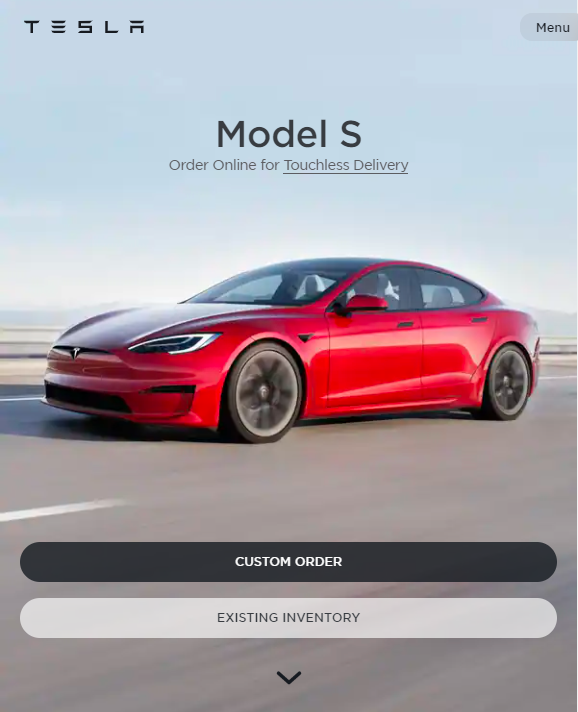 TESLA
Menu
Model S
Order Online for Touchless Delivery
CUSTOM ORDER
EXISTING INVENTORY